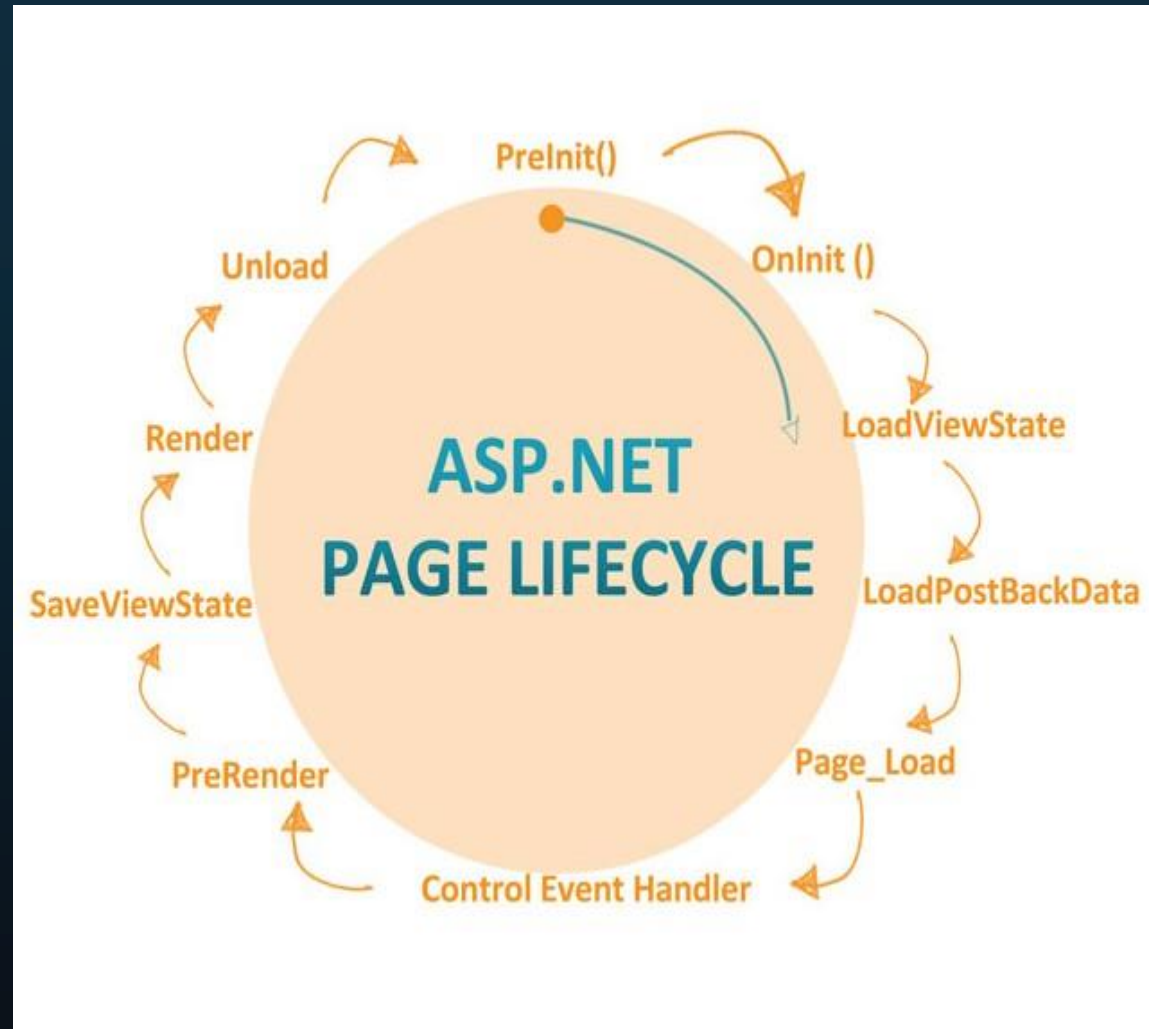 PreInit()
OnInit ()
LoadViewState
LoadPostBackData
Page_Load
Control Event Handler
PreRender
SaveViewState
Render
Unload
ASP.NET
PAGE LIFECYCLE